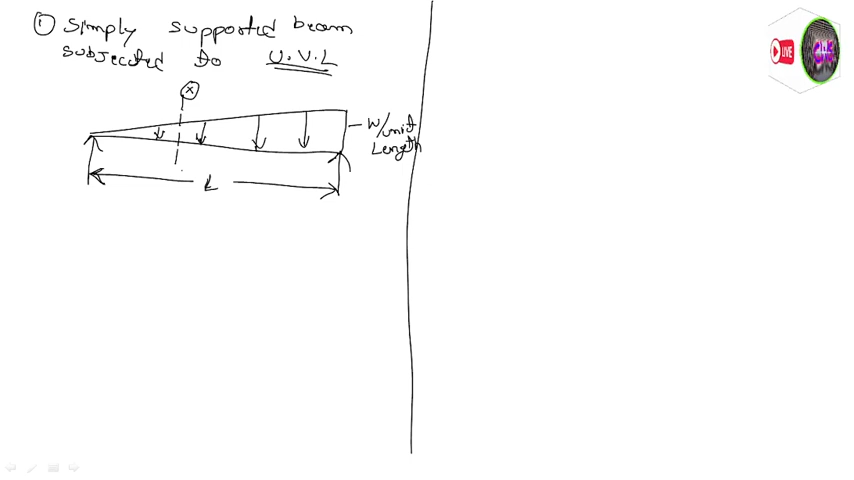 ① Simply supported beam
subjected to U.V.L
X
W/unit
Length
L
LIVE